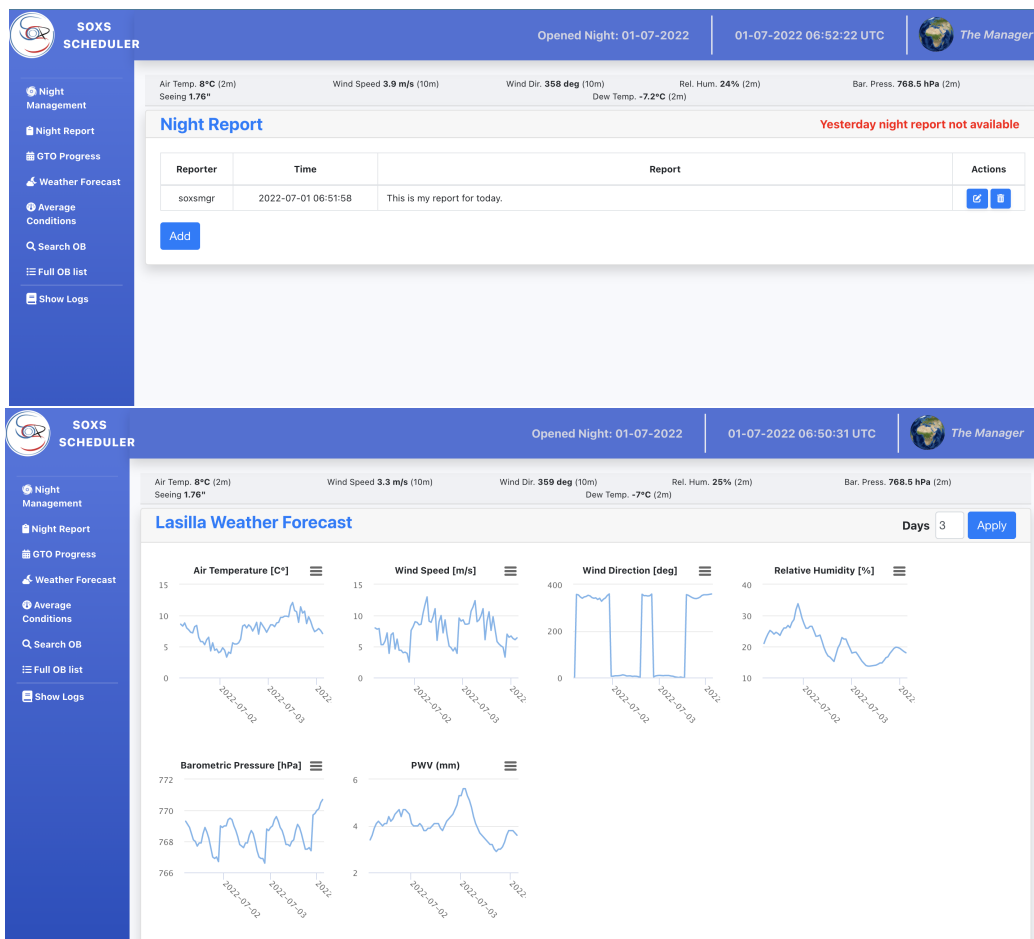 SOXS
SCHEDULER
Opened Night: 01-07-2022
01-07-2022 06:52:22 UTC
The Manager
Night
Management
Night Report
GTO Progress
Weather Forecast
Average
Conditions
Search OB
Full OB list
Show Logs
Air Temp. 8°C (2m) Wind Speed 3.9 m/s (10m) Wind Dir. 358 deg (10m) Rel. Hum. 24% (2m) Bar. Press. 768.5 hPa (2m)
Seeing 1.76" Dew Temp. -7.2°C (2m)
Night Report Yesterday night report not available
Reporter Time Report Actions
soxsmgr 2022-07-01 06:51:58 This is my report for today.
Add
SOXS
SCHEDULER
Opened Night: 01-07-2022
01-07-2022 06:50:31 UTC
The Manager
Night
Management
Night Report
GTO Progress
Weather Forecast
Average
Conditions
Search OB
Full OB list
Show Logs
Air Temp. 8°C (2m) Wind Speed 3.3 m/s (10m) Wind Dir. 359 deg (10m) Rel. Hum. 25% (2m) Bar. Press. 768.5 hPa (2m)
Seeing 1.76" Dew Temp. -7°C (2m)
Lasilla Weather Forecast Days 3 Apply
Air Temperature [C°]
15
10
5
0
2022-07-02
2022-07-03
2022
Wind Speed [m/s]
15
10
5
0
2022-07-02
2022-07-03
2022
Wind Direction [deg]
400
200
0
2022-07-02
2022-07-03
2022
Relative Humidity [%]
40
30
20
10
2022-07-02
2022-07-03
2022
Barometric Pressure [hPa]
772
770
768
766
2022-07-02
2022-07-03
2022
PWV (mm)
6
4
2
2022-07-02
2022-07-03
2022